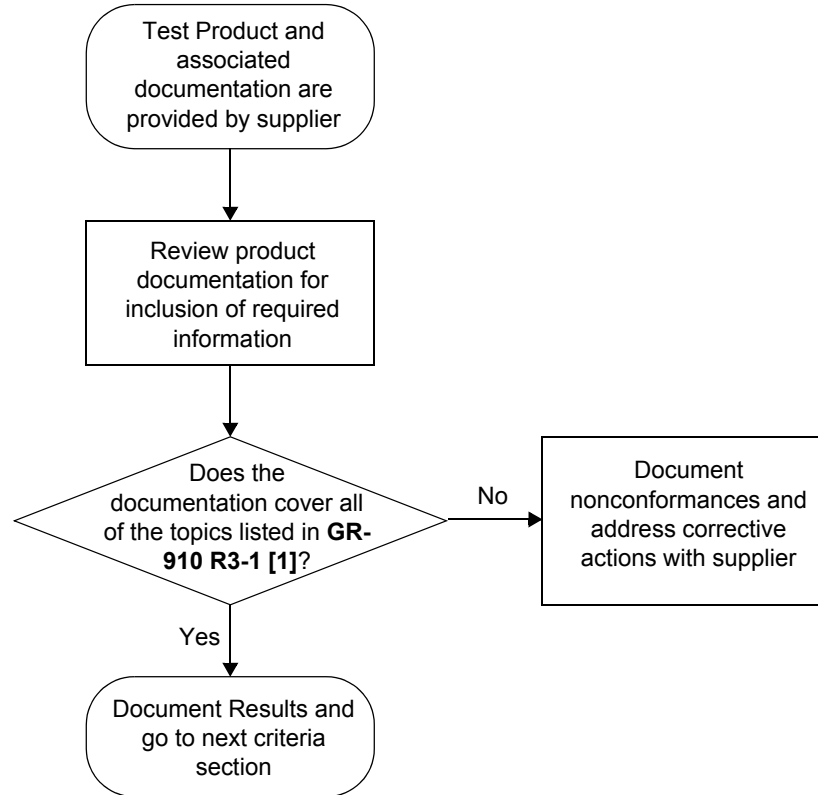 Test Product and
associated
documentation are
provided by supplier
Review product
documentation for
inclusion of required
information
Does the
documentation cover all
of the topics listed in GR-
910 R3-1 [1]?
No
Document
nonconformances and
address corrective
actions with supplier
Yes
Document Results and
go to next criteria
section